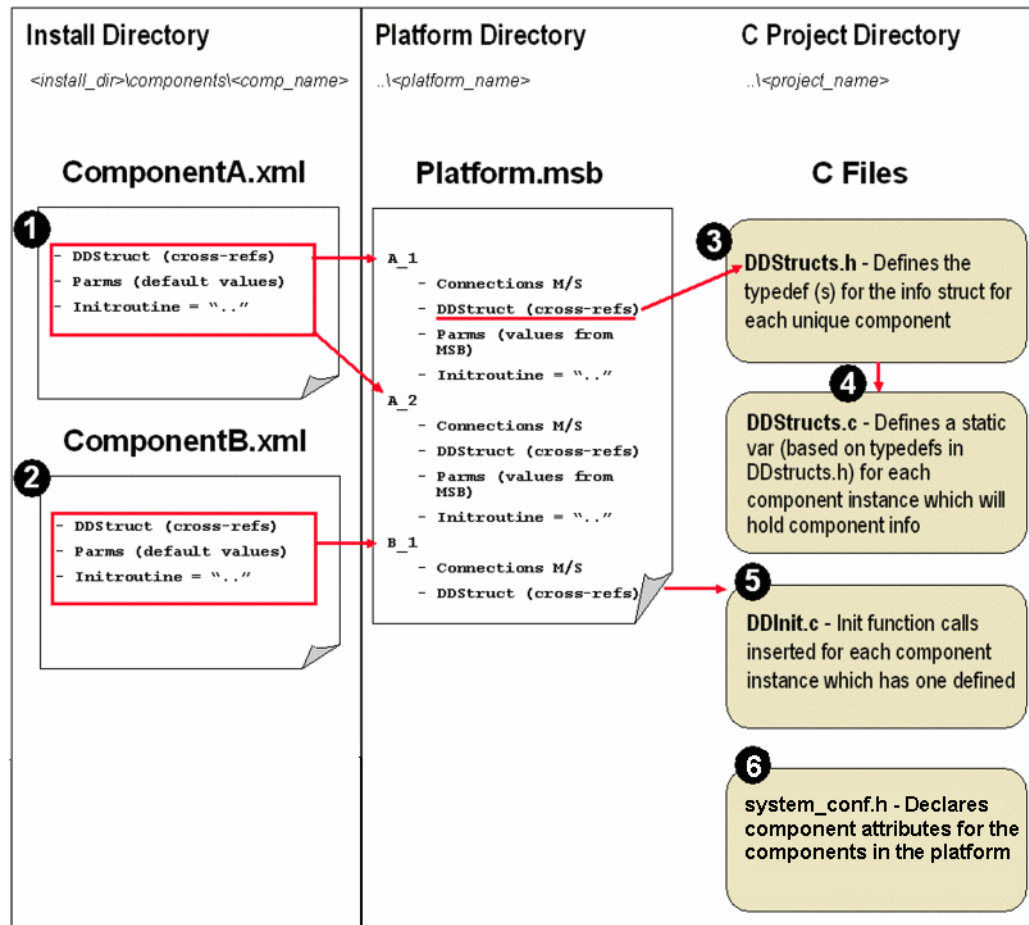 Install Directory
<install_dir>\components\<comp_name>
ComponentA.xml
1
- DDStruct (cross-refs)
- Parms (default values)
- Initroutine = “..”
ComponentB.xml
2
- DDStruct (cross-refs)
- Parms (default values)
- Initroutine = “..”
Platform Directory
..\<platform_name>
Platform.msb
A_1
- Connections M/S
- DDStruct (cross-refs)
- Parms (values from
MSB)
- Initroutine = “..”
A_2
- Connections M/S
- DDStruct (cross-refs)
- Parms (values from
MSB)
- Initroutine = “..”
B_1
- Connections M/S
- DDStruct (cross-refs)
C Project Directory
..\<project_name>
C Files
3
DDStructs.h - Defines the
typedef (s) for the info struct for
each unique component
4
DDStructs.c - Defines a static
var (based on typedefs in
DDstructs.h) for each
component instance which will
hold component info
5
DDInit.c - Init function calls
inserted for each component
instance which has one defined
6
system_conf.h - Declares
component attributes for the
components in the platform